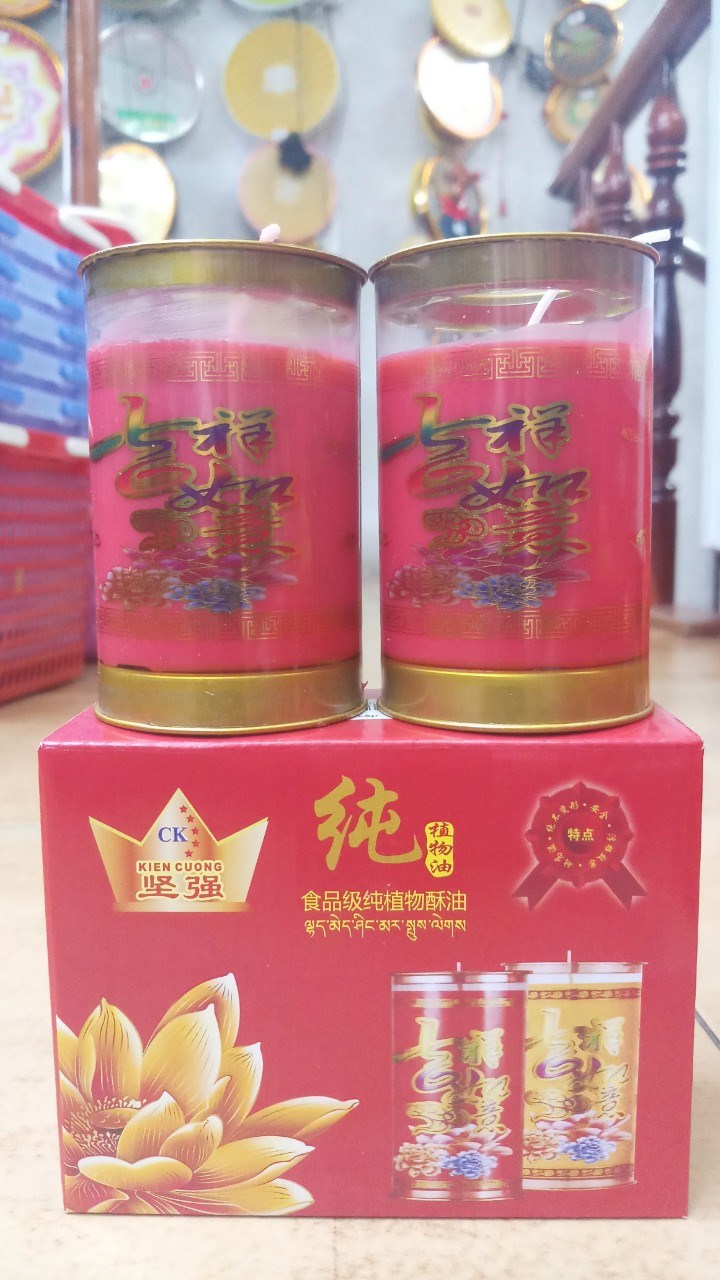 吉祥
如意
吉祥
如意
CK
KIEN CUONG
坚强
纯
植物油
特点
食品级纯植物酥油
ལྷད་མེད་ཤིང་མར་སྤུས་ལེགས
吉祥
如意
吉祥
如意